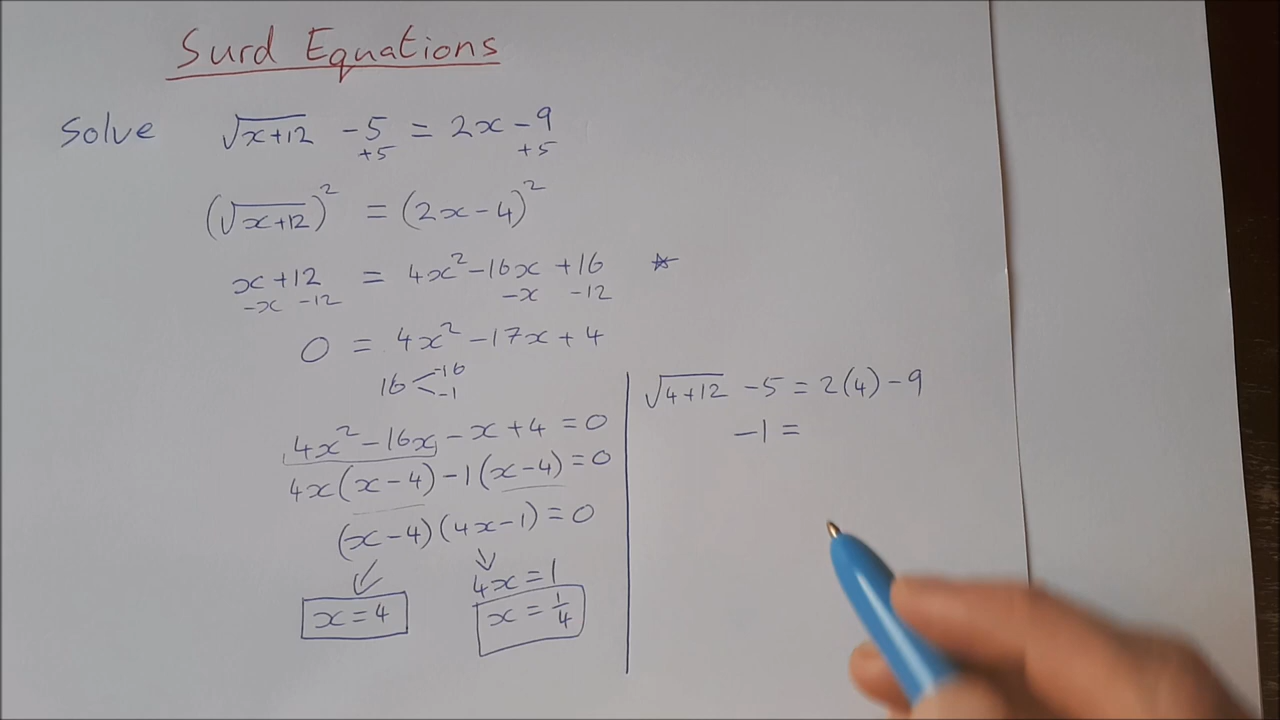 Surd Equations
Solve √(x+12) -5 = 2x -9
+5 +5
(√(x+12))² = (2x-4)²
x+12 = 4x²-16x+16 ☆
-x -12 -x -12
0 = 4x²-17x+4
16 < -16
-1
4x²-16x-x+4=0
4x(x-4)-1(x-4)=0
(x-4)(4x-1)=0
4x=1
x=4 x=1/4
√(4+12) -5=2(4)-9
-1=